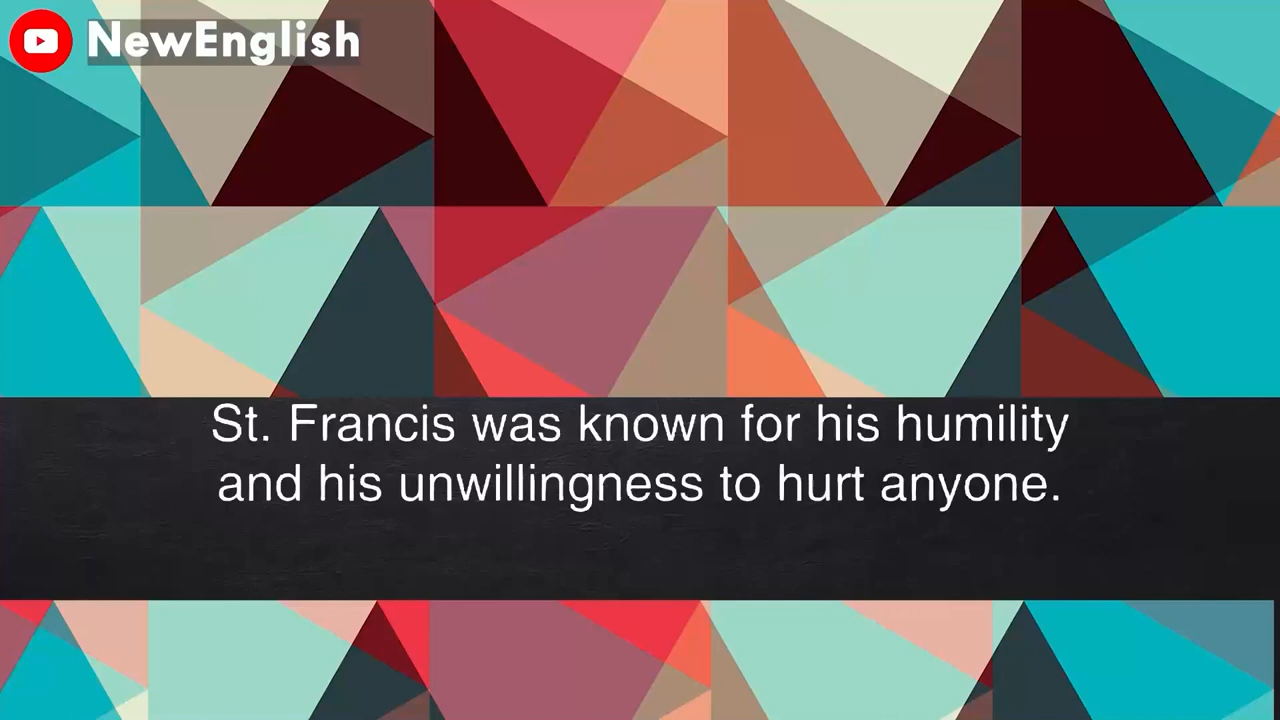 NewEnglish
St. Francis was known for his humility
and his unwillingness to hurt anyone.